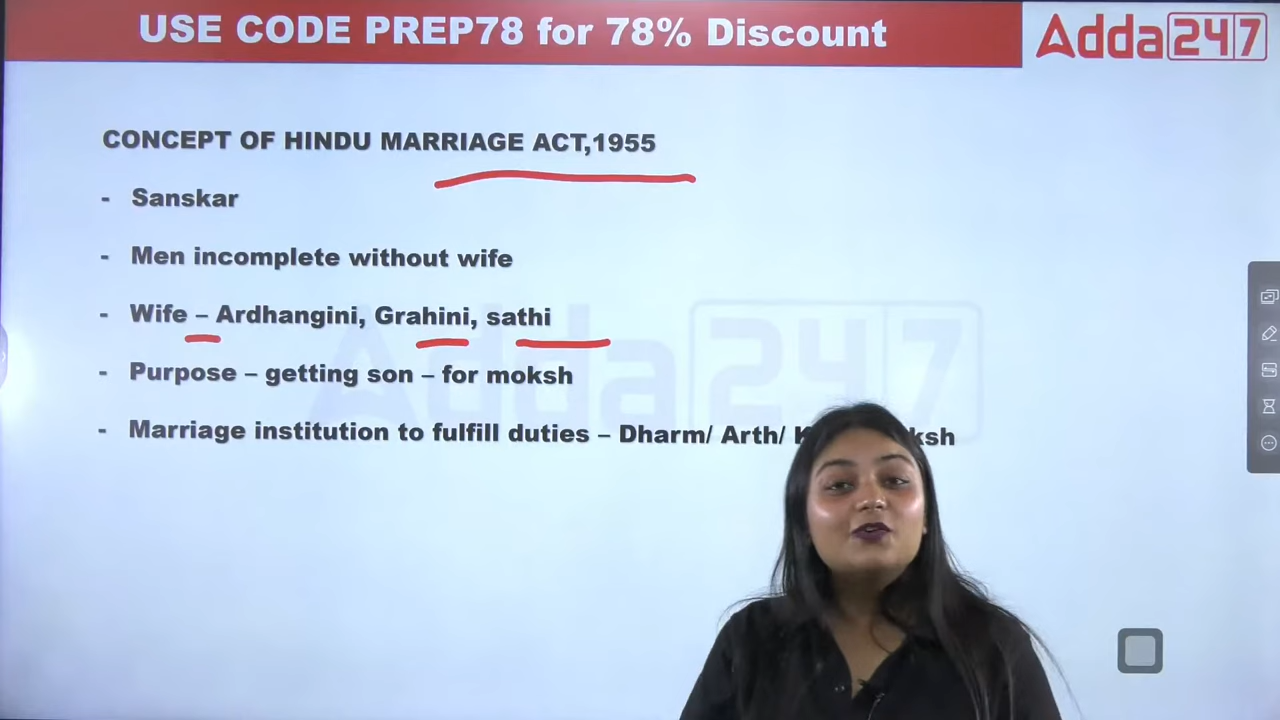 USE CODE PREP78 for 78% Discount
Adda247
CONCEPT OF HINDU MARRIAGE ACT,1955
- Sanskar
- Men incomplete without wife
- Wife – Ardhangini, Grahini, sathi
- Purpose – getting son – for moksh
- Marriage institution to fulfill duties – Dharm/ Arth/
Adda247